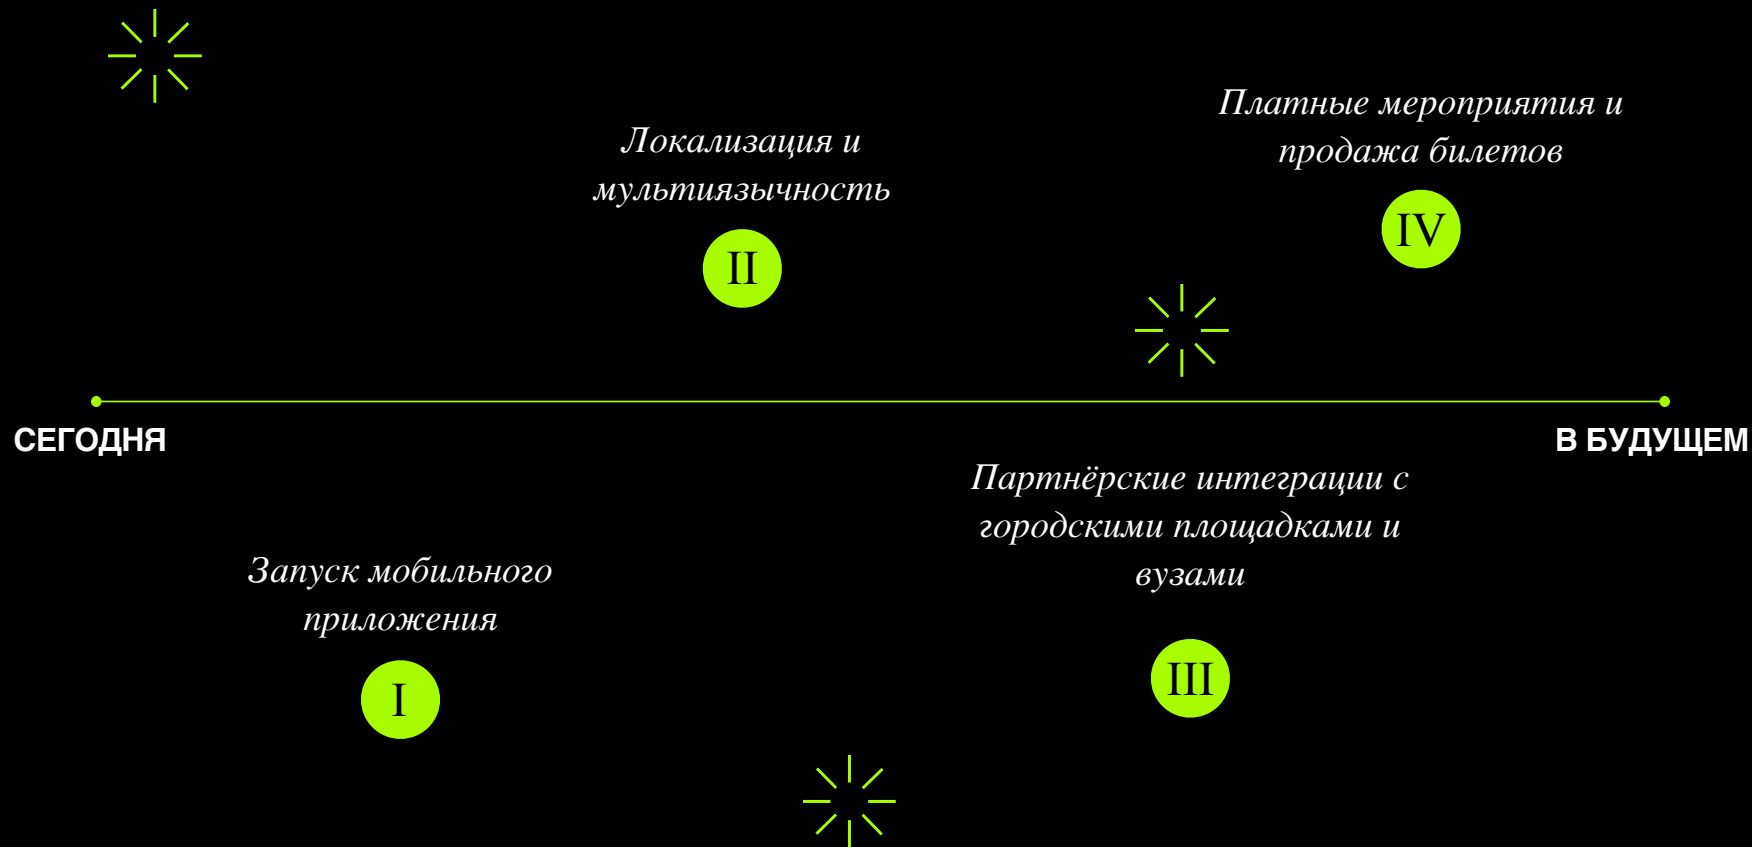 Платные мероприятия и
продажа билетов
IV
Локализация и
мультиязычность
II
СЕГОДНЯ
В БУДУЩЕМ
Партнёрские интеграции с
городскими площадками и
вузами
III
Запуск мобильного
приложения
I